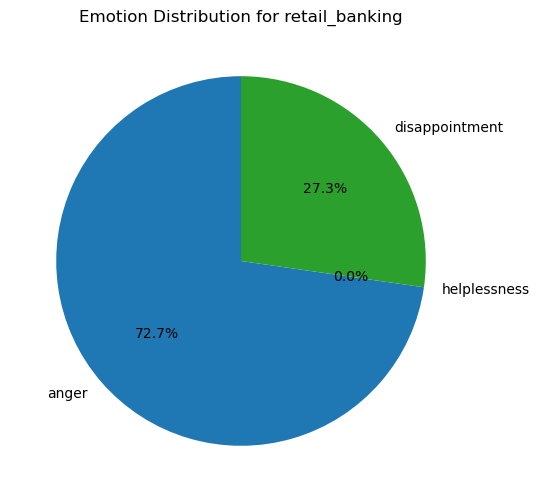 Emotion Distribution for retail_banking
disappointment
27.3%
0.0%
helplessness
72.7%
anger